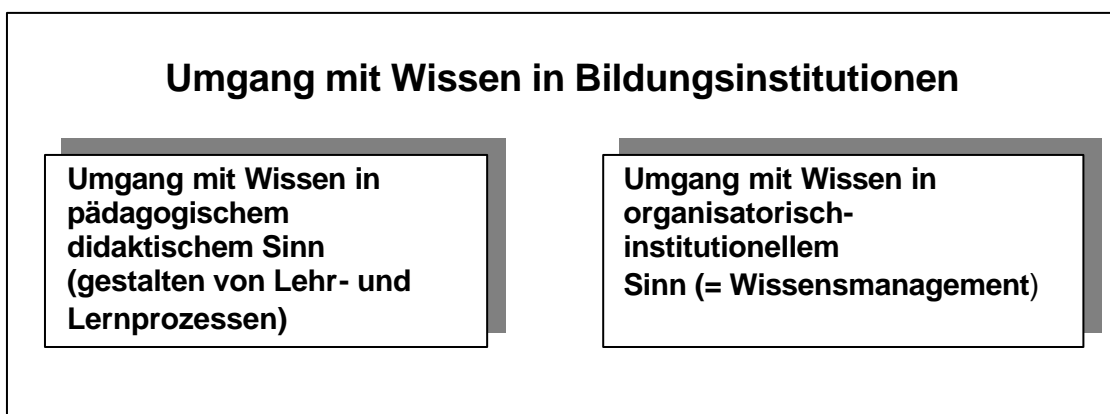 Umgang mit Wissen in Bildungsinstitutionen
Umgang mit Wissen in
pädagogischem
didaktischem Sinn
(gestalten von Lehr- und
Lernprozessen)
Umgang mit Wissen in
organisatorisch-
institutionellem
Sinn (= Wissensmanagement)